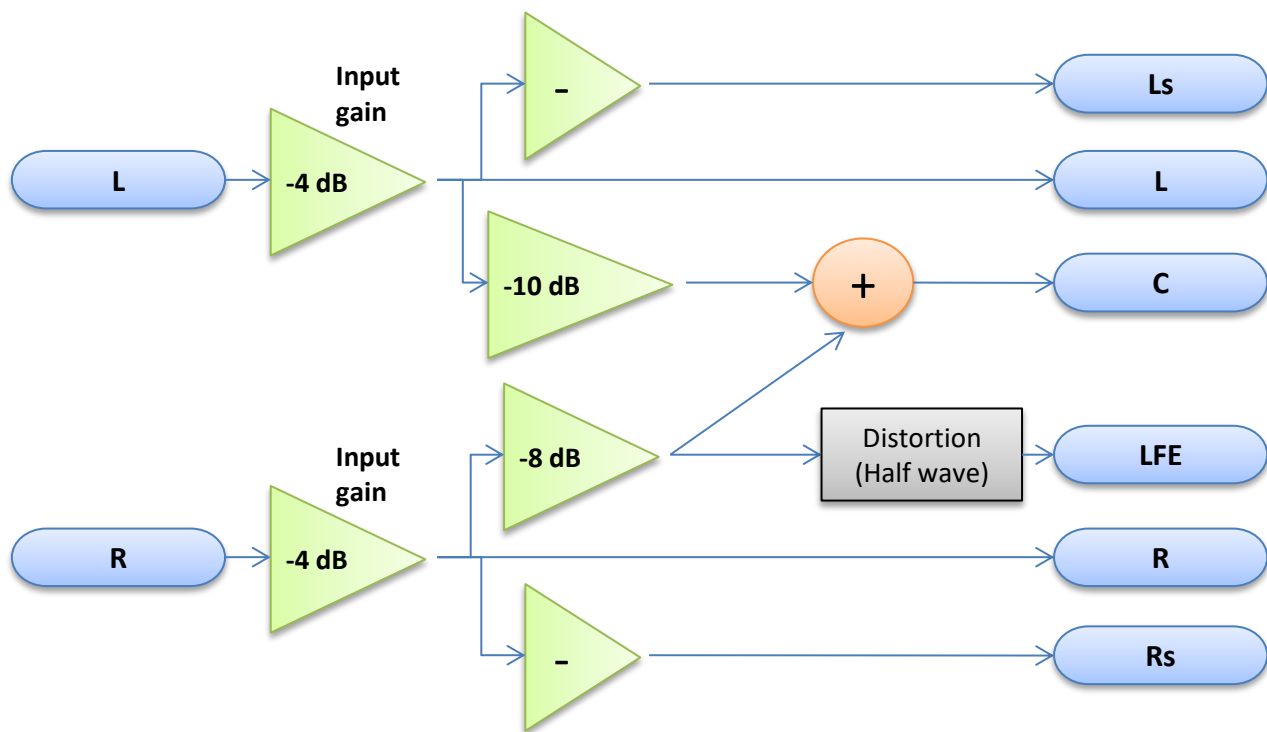 Ls
–
Input
gain
L
-4 dB
L
-10 dB
+
C
-8 dB
Distortion
(Half wave)
LFE
Input
gain
R
-4 dB
R
–
Rs